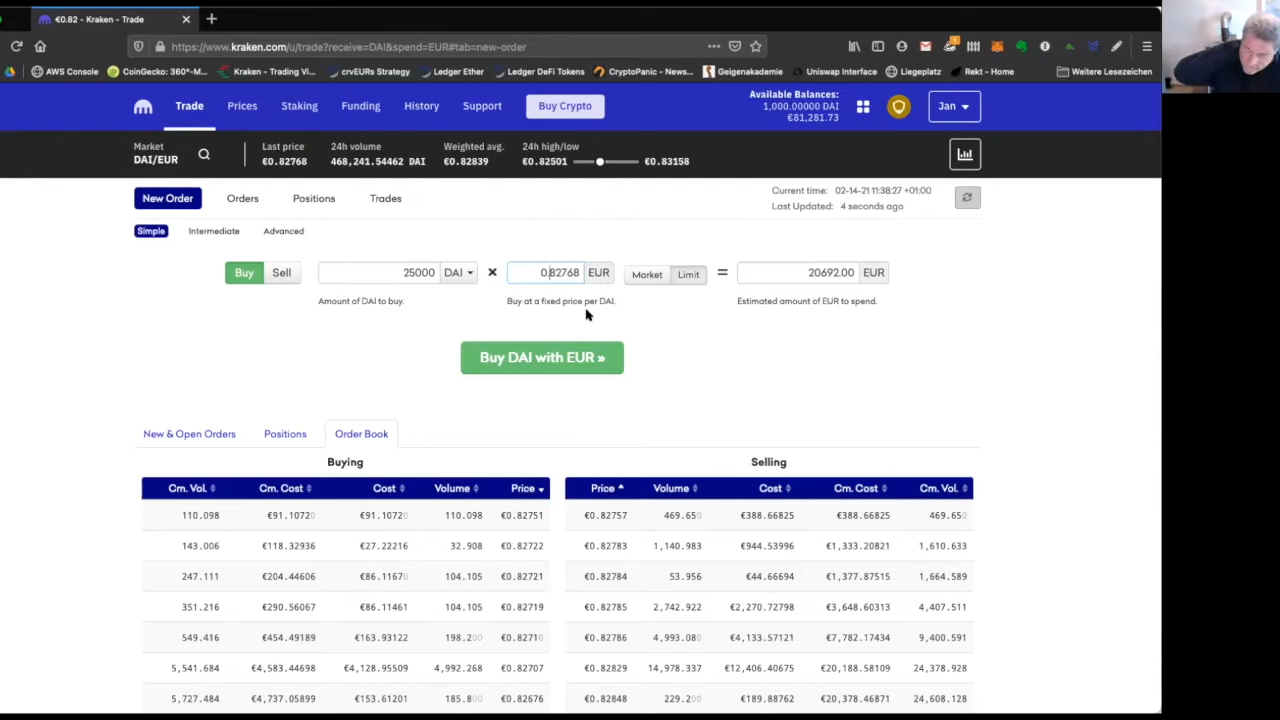 €0.82 - Kraken - Trade
https://www.kraken.com/u/trade?receive=DAI&spend=EUR#tab=new-order
AWS Console CoinGecko: 360°-M... Kraken - Trading Vi... crvEURs Strategy Ledger Ether Ledger DeFi Tokens CryptoPanic - News... Geigenakademie Uniswap Interface Liegeplatz Rekt - Home Weitere Lesezeichen
Trade Prices Staking Funding History Support Buy Crypto
Available Balances:
1,000.00000 DAI
€81,281.73
Jan
Market
DAI/EUR
Last price
€0.82768
24h volume
468,241.54462 DAI
Weighted avg.
€0.82839
24h high/low
€0.82501 €0.83158
New Order Orders Positions Trades
Current time: 02-14-21 11:38:27 +01:00
Last Updated: 4 seconds ago
Simple Intermediate Advanced
Buy Sell 25000 DAI × 0.82768 EUR Market Limit = 20692.00 EUR
Amount of DAI to buy. Buy at a fixed price per DAI. Estimated amount of EUR to spend.
Buy DAI with EUR »
New & Open Orders Positions Order Book
Buying
Cm. Vol. Cm. Cost Cost Volume Price
110.098 €91.10720 €91.10720 110.098 €0.82751
143.006 €118.32936 €27.22216 32.908 €0.82722
247.111 €204.44606 €86.11670 104.105 €0.82721
351.216 €290.56067 €86.11461 104.105 €0.82719
549.416 €454.49189 €163.93122 198.200 €0.82710
5,541.684 €4,583.44698 €4,128.95509 4,992.268 €0.82707
5,727.484 €4,737.05899 €153.61201 185.800 €0.82676
Selling
Price Volume Cost Cm. Cost Cm. Vol.
€0.82757 469.650 €388.66825 €388.66825 469.650
€0.82783 1,140.983 €944.53996 €1,333.20821 1,610.633
€0.82784 53.956 €44.66694 €1,377.87515 1,664.589
€0.82785 2,742.922 €2,270.72798 €3,648.60313 4,407.511
€0.82786 4,993.080 €4,133.57121 €7,782.17434 9,400.591
€0.82829 14,978.337 €12,406.40675 €20,188.58109 24,378.928
€0.82848 229.200 €189.88762 €20,378.46871 24,608.128